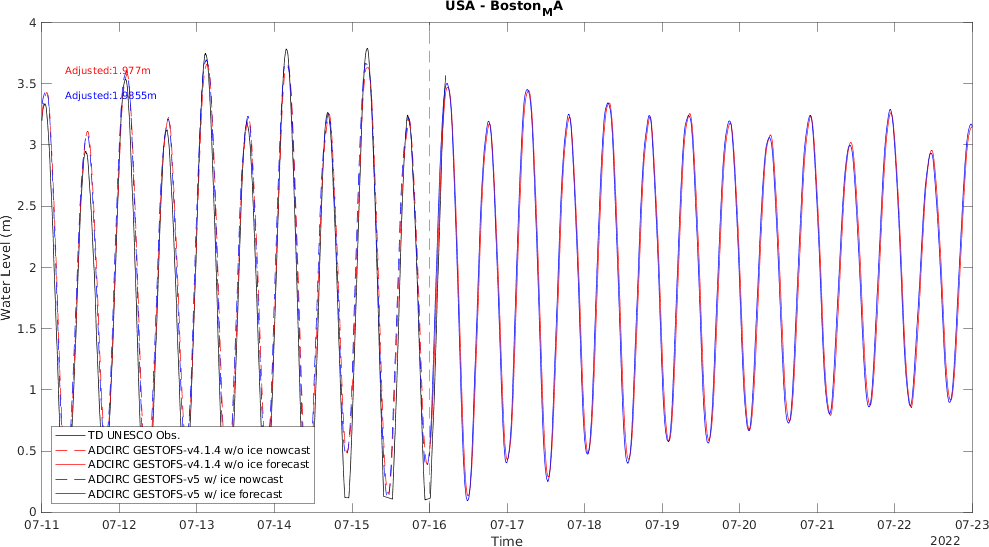 USA - Boston_MA
Adjusted:1.977m
Adjusted:1.9855m
Water Level (m)
4
3.5
3
2.5
2
1.5
1
0.5
0
TD UNESCO Obs.
ADCIRC GESTOFS-v4.1.4 w/o ice nowcast
ADCIRC GESTOFS-v4.1.4 w/o ice forecast
ADCIRC GESTOFS-v5 w/ ice nowcast
ADCIRC GESTOFS-v5 w/ ice forecast
07-11 07-12 07-13 07-14 07-15 07-16 07-17 07-18 07-19 07-20 07-21 07-22 07-23
Time
2022